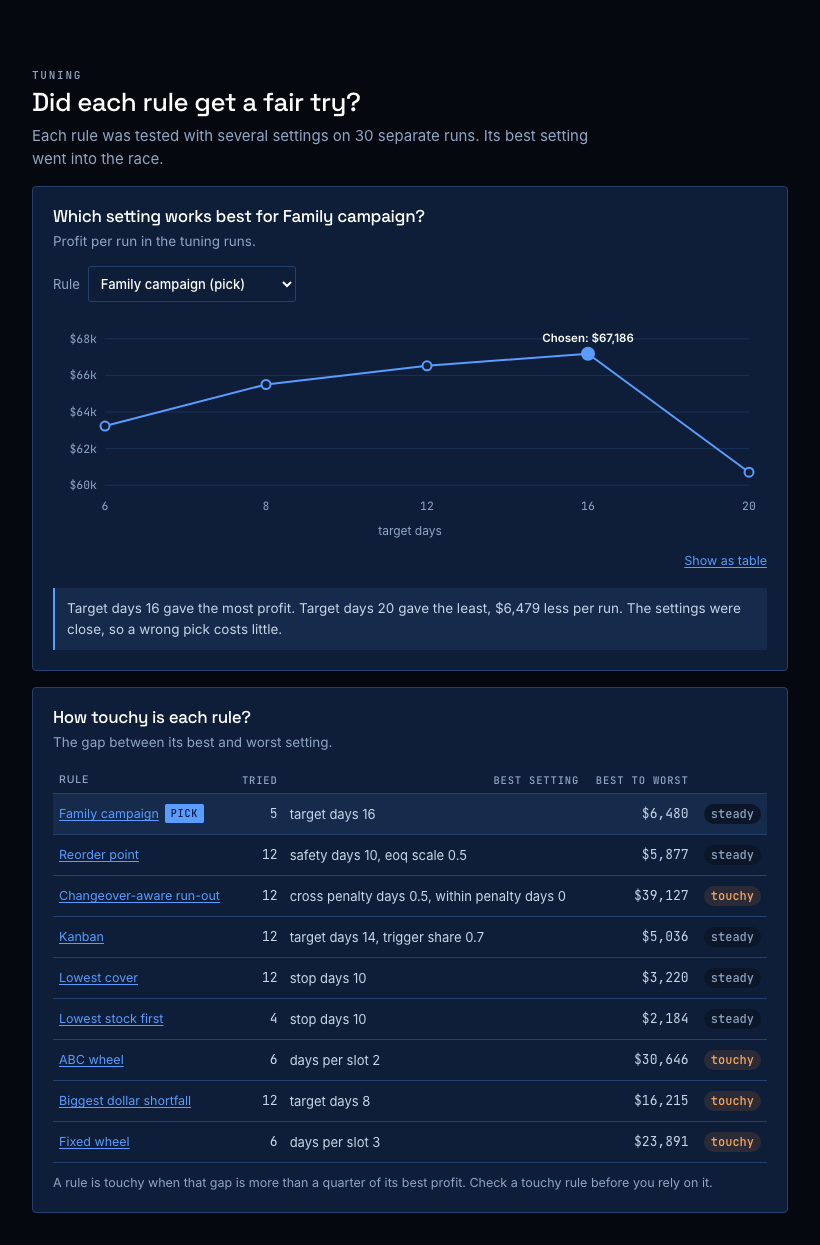 TUNING
Did each rule get a fair try?
Each rule was tested with several settings on 30 separate runs. Its best setting
went into the race.
Which setting works best for Family campaign?
Profit per run in the tuning runs.
Rule Family campaign (pick)
Chosen: $67,186
$68k
$66k
$64k
$62k
$60k
6 8 12 16 20
target days
Show as table
Target days 16 gave the most profit. Target days 20 gave the least, $6,479 less per run. The settings were
close, so a wrong pick costs little.
How touchy is each rule?
The gap between its best and worst setting.
RULE TRIED BEST SETTING BEST TO WORST
Family campaign PICK 5 target days 16 $6,480 steady
Reorder point 12 safety days 10, eoq scale 0.5 $5,877 steady
Changeover-aware run-out 12 cross penalty days 0.5, within penalty days 0 $39,127 touchy
Kanban 12 target days 14, trigger share 0.7 $5,036 steady
Lowest cover 12 stop days 10 $3,220 steady
Lowest stock first 4 stop days 10 $2,184 steady
ABC wheel 6 days per slot 2 $30,646 touchy
Biggest dollar shortfall 12 target days 8 $16,215 touchy
Fixed wheel 6 days per slot 3 $23,891 touchy
A rule is touchy when that gap is more than a quarter of its best profit. Check a touchy rule before you rely on it.